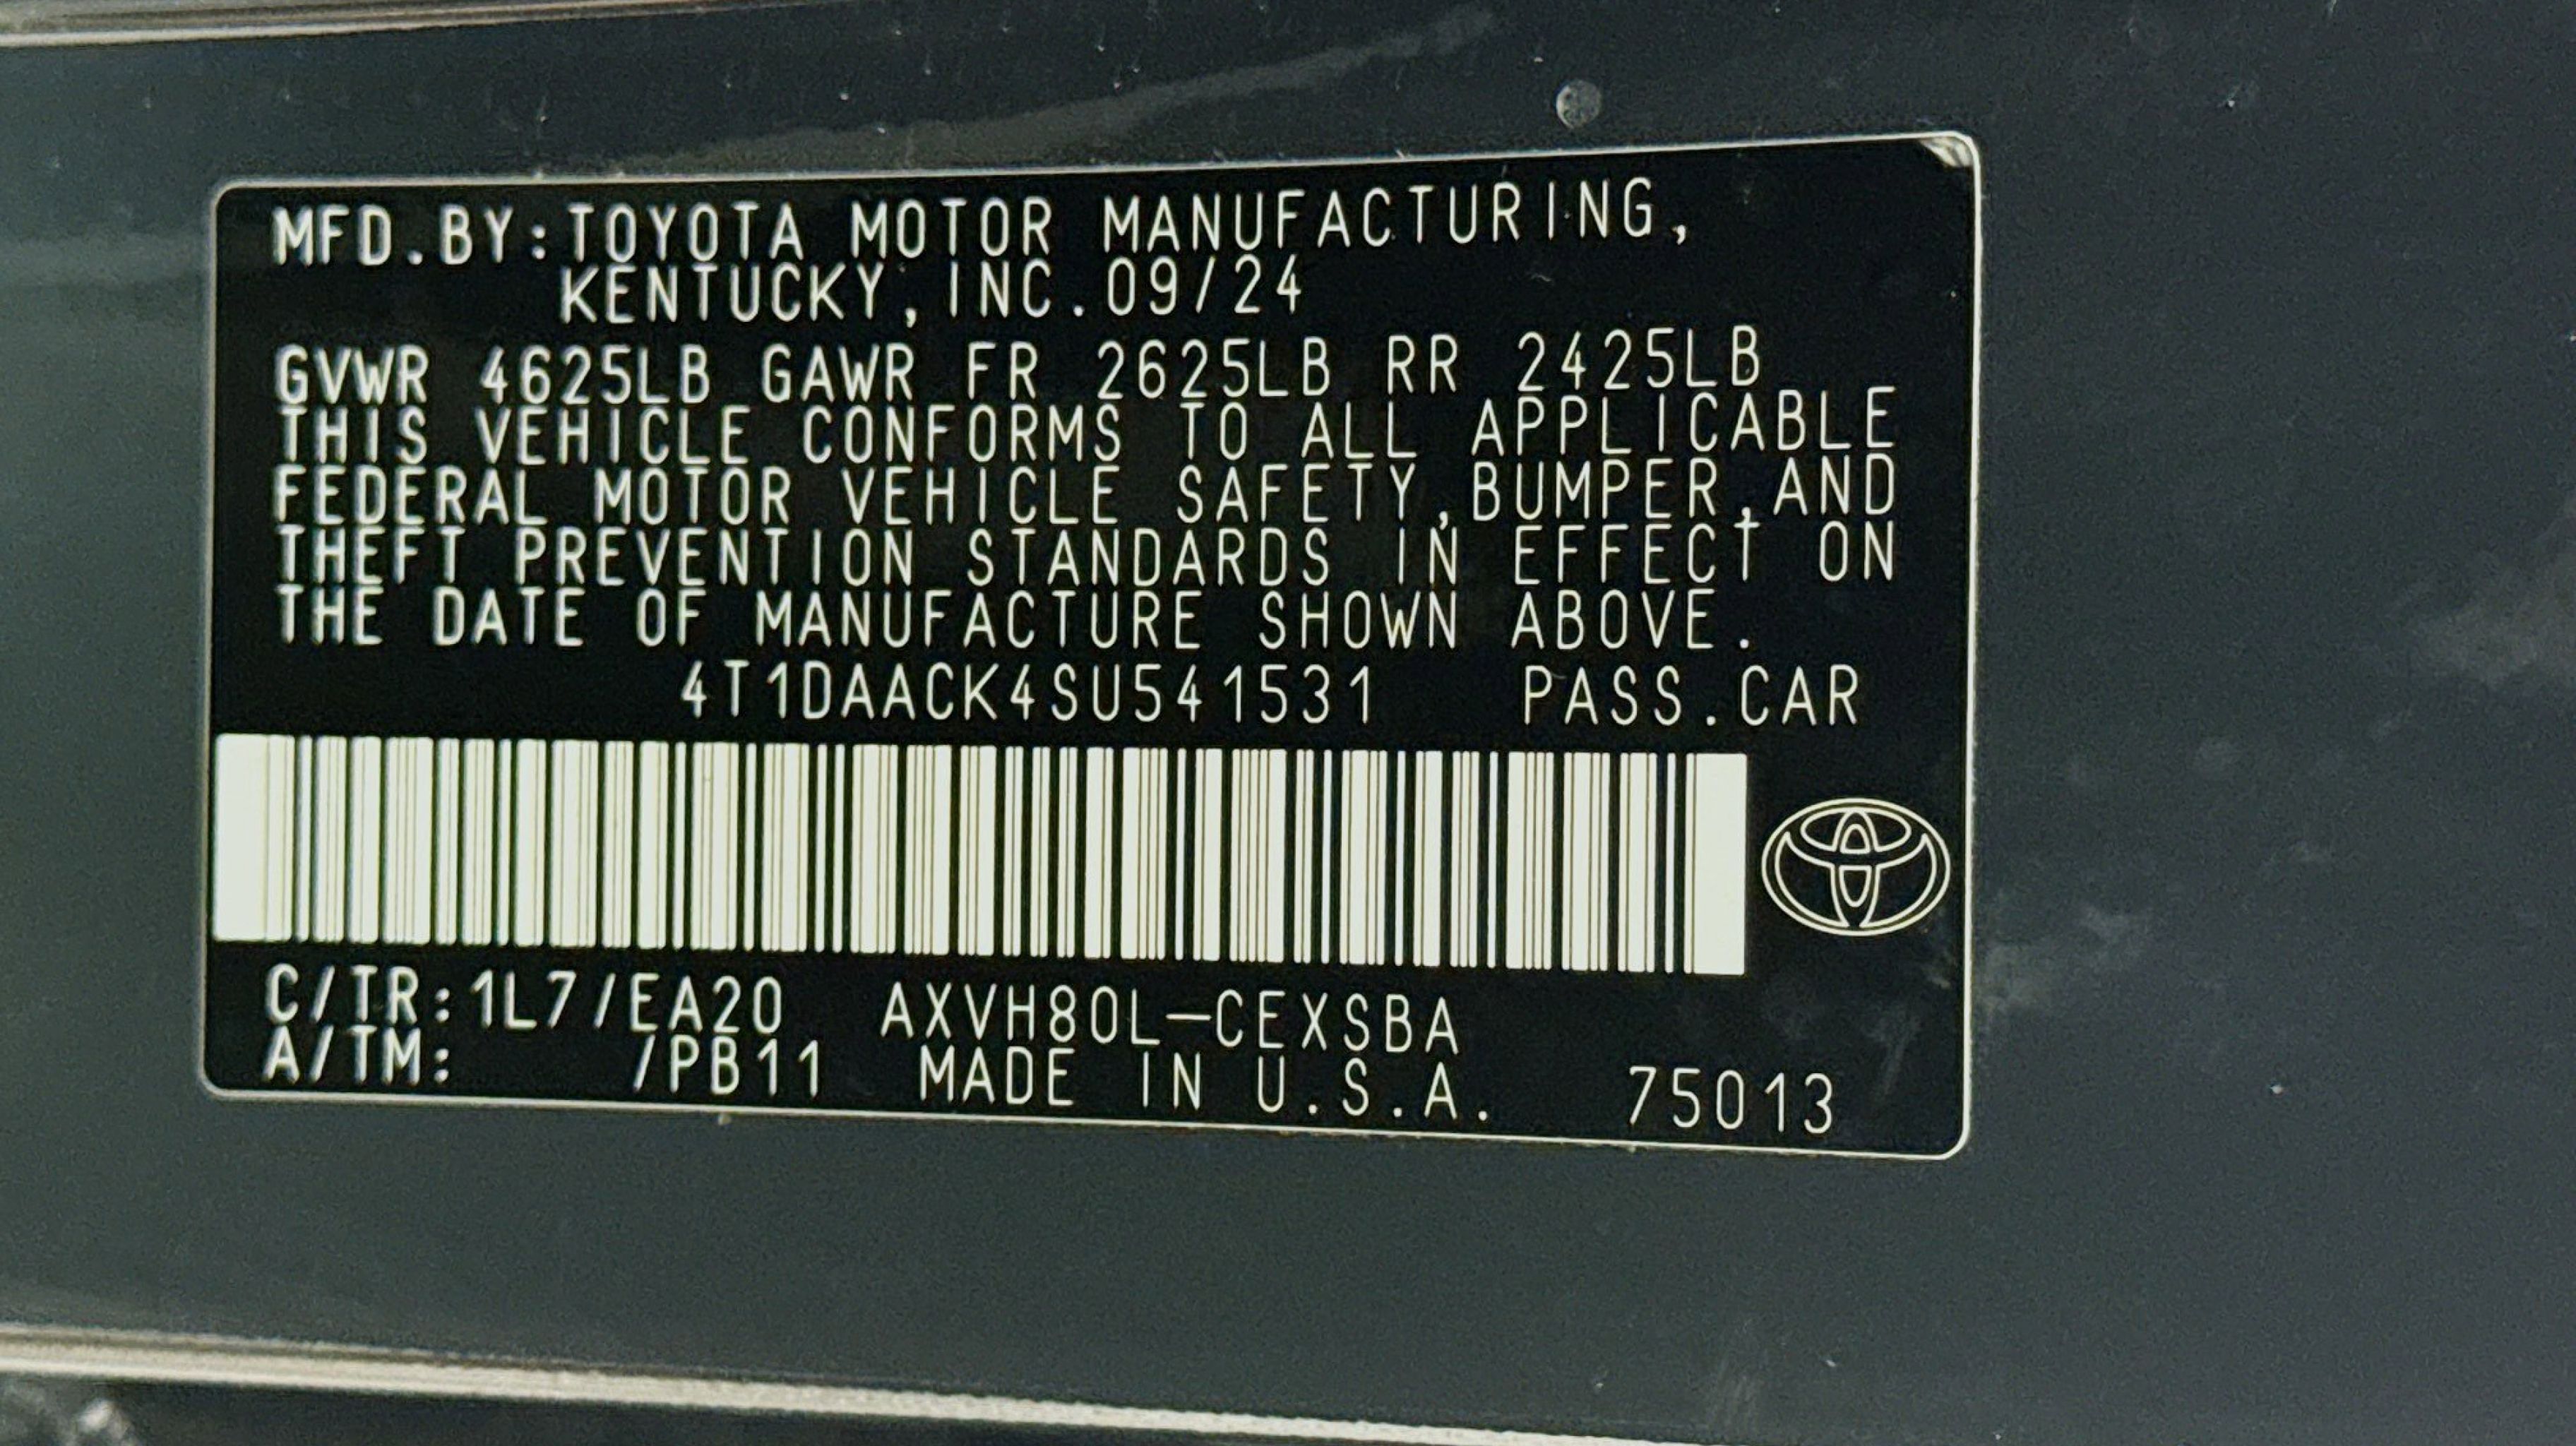 MFD.BY:TOYOTA MOTOR MANUFACTURING,
KENTUCKY, INC.09/24
GVWR 4625LB GAWR FR 2625LB RR 2425LB
THIS VEHICLE CONFORMS TO ALL APPLICABLE
FEDERAL MOTOR VEHICLE SAFETY,BUMPER,AND
THEFT PREVENTION STANDARDS IN EFFECT ON
THE DATE OF MANUFACTURE SHOWN ABOVE.
4T1DAACK4SU541531 PASS.CAR
C/TR:1L7/EA20 AXVH80L-CEXSBA
A/TM: /PB11 MADE IN U.S.A. 75013